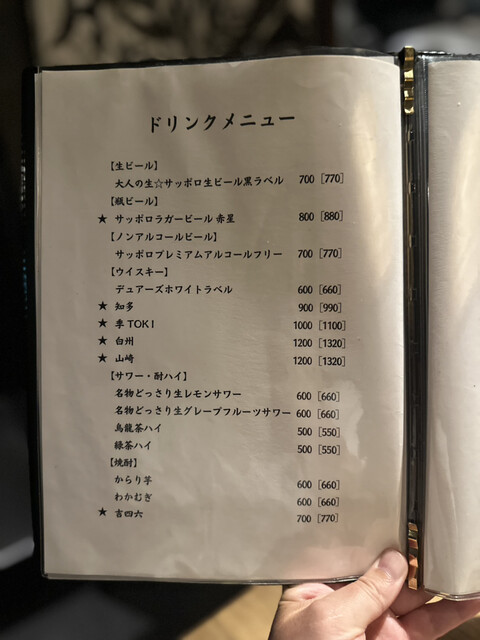 ドリンクメニュー
【生ビール】
大人の生☆サッポロ生ビール黒ラベル 700 [770]
【瓶ビール】
★ サッポロラガービール 赤星 800 [880]
【ノンアルコールビール】
サッポロプレミアムアルコールフリー 700 [770]
【ウイスキー】
デュアーズホワイトラベル 600 [660]
★ 知多 900 [990]
★ 季 TOKI 1000 [1100]
★ 白州 1200 [1320]
★ 山崎 1200 [1320]
【サワー・酎ハイ】
名物どっさり生レモンサワー 600 [660]
名物どっさり生グレープフルーツサワー 600 [660]
烏龍茶ハイ 500 [550]
緑茶ハイ 500 [550]
【焼酎】
からり芋 600 [660]
わかむぎ 600 [660]
★ 吉四六 700 [770]